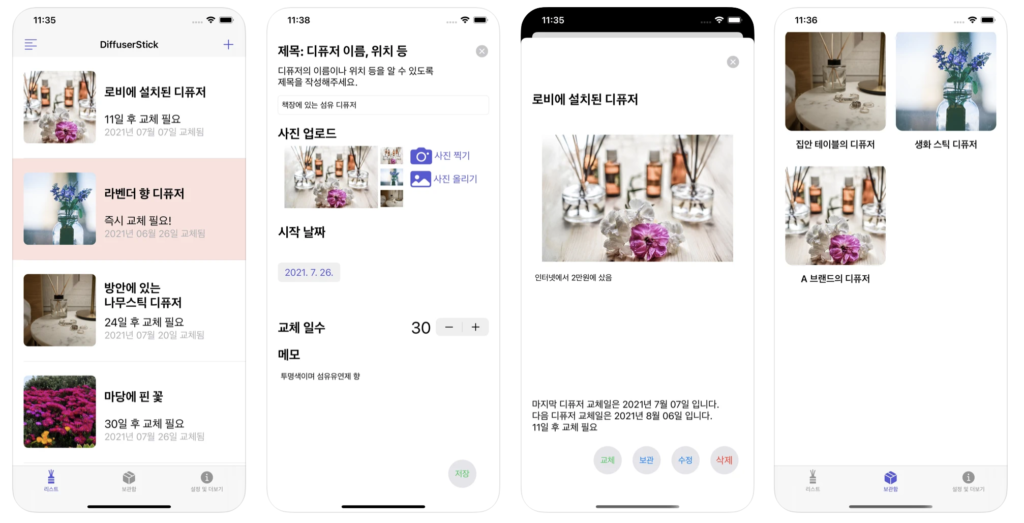 11:35
DiffuserStick
로비에 설치된 디퓨저
11일 후 교체 필요
2021년 07월 07일 교체됨
라벤더 향 디퓨저
즉시 교체 필요!
2021년 06월 26일 교체됨
방안에 있는
나무스틱 디퓨저
24일 후 교체 필요
2021년 07월 20일 교체됨
마당에 핀 꽃
30일 후 교체 필요
2021년 07월 26일 교체됨
리스트
보관함
설정 및 더보기
11:38
제목: 디퓨저 이름, 위치 등
디퓨저의 이름이나 위치 등을 알 수 있도록
제목을 작성해주세요.
책장에 있는 섬유 디퓨저
사진 업로드
사진 찍기
사진 올리기
시작 날짜
2021. 7. 26.
교체 일수
30
메모
투명색이며 섬유유연제 향
저장
11:35
로비에 설치된 디퓨저
인터넷에서 2만원에 샀음
마지막 디퓨저 교체일은 2021년 7월 07일 입니다.
다음 디퓨저 교체일은 2021년 8월 06일 입니다.
11일 후 교체 필요
교체
보관
수정
삭제
11:36
집안 테이블의 디퓨저
생화 스틱 디퓨저
A 브랜드의 디퓨저
리스트
보관함
설정 및 더보기